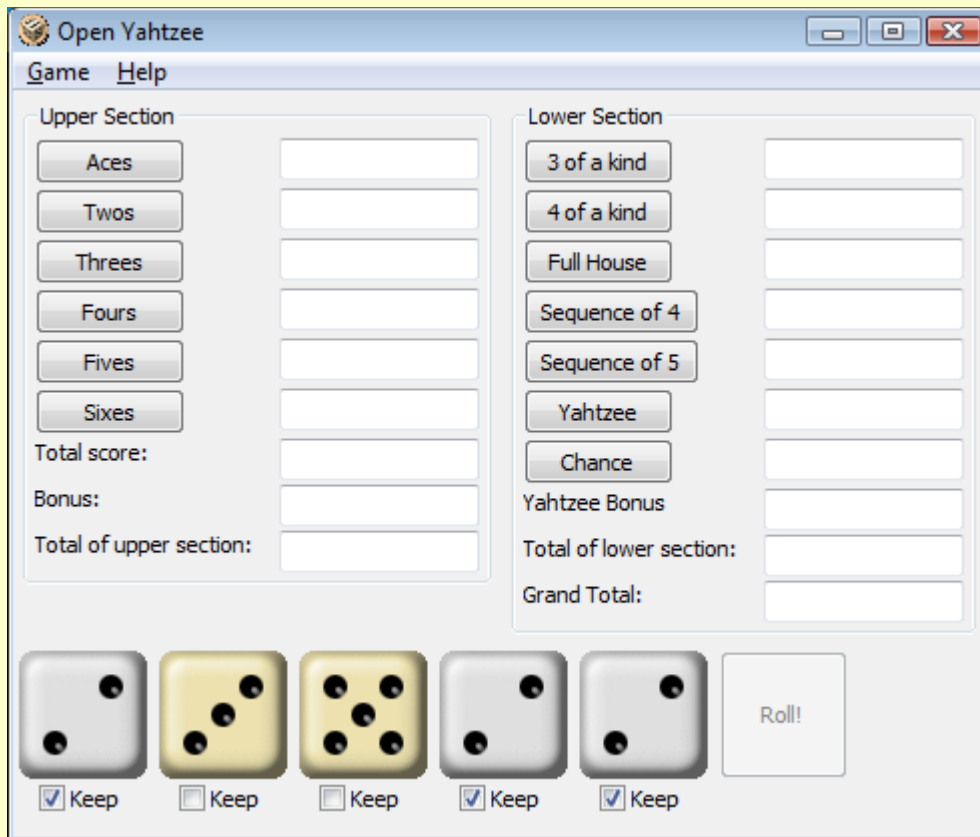 Open Yahtzee
Game Help
Upper Section
Aces
Twos
Threes
Fours
Fives
Sixes
Total score:
Bonus:
Total of upper section:
Lower Section
3 of a kind
4 of a kind
Full House
Sequence of 4
Sequence of 5
Yahtzee
Chance
Yahtzee Bonus
Total of lower section:
Grand Total:
Roll!
Keep Keep Keep Keep Keep